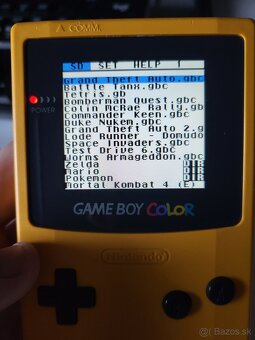 COMM.
SD SET HELP
Grand Theft Auto.gbc
Battle Tanx.gbc
Tetris.gb
Bomberman Quest.gbc
Colin McRae Rally.gbc
Commander Keen.gbc
Duke Nukem.gbc
Grand Theft Auto 2.g
Lode Runner - Domudo
Space Invaders.gbc
Test Drive 6.gbc
Worms Armageddon.gbc
Zelda DIR
Mario DIR
Pokemon DIR
Mortal Kombat 4 (E)
POWER
GAME BOY COLOR
Nintendo
Bazos.sk